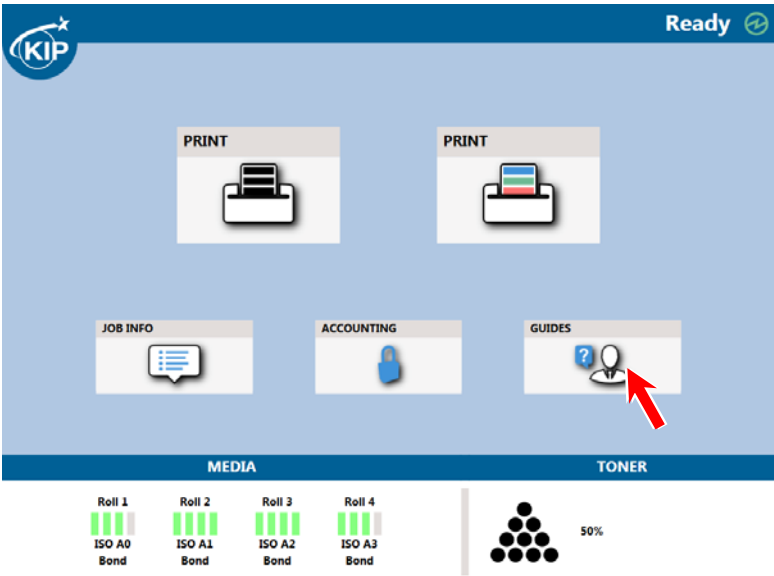 KIP
Ready
PRINT
PRINT
JOB INFO
ACCOUNTING
GUIDES
?
MEDIA
TONER
Roll 1 Roll 2 Roll 3 Roll 4
ISO A0 ISO A1 ISO A2 ISO A3
Bond Bond Bond Bond
50%